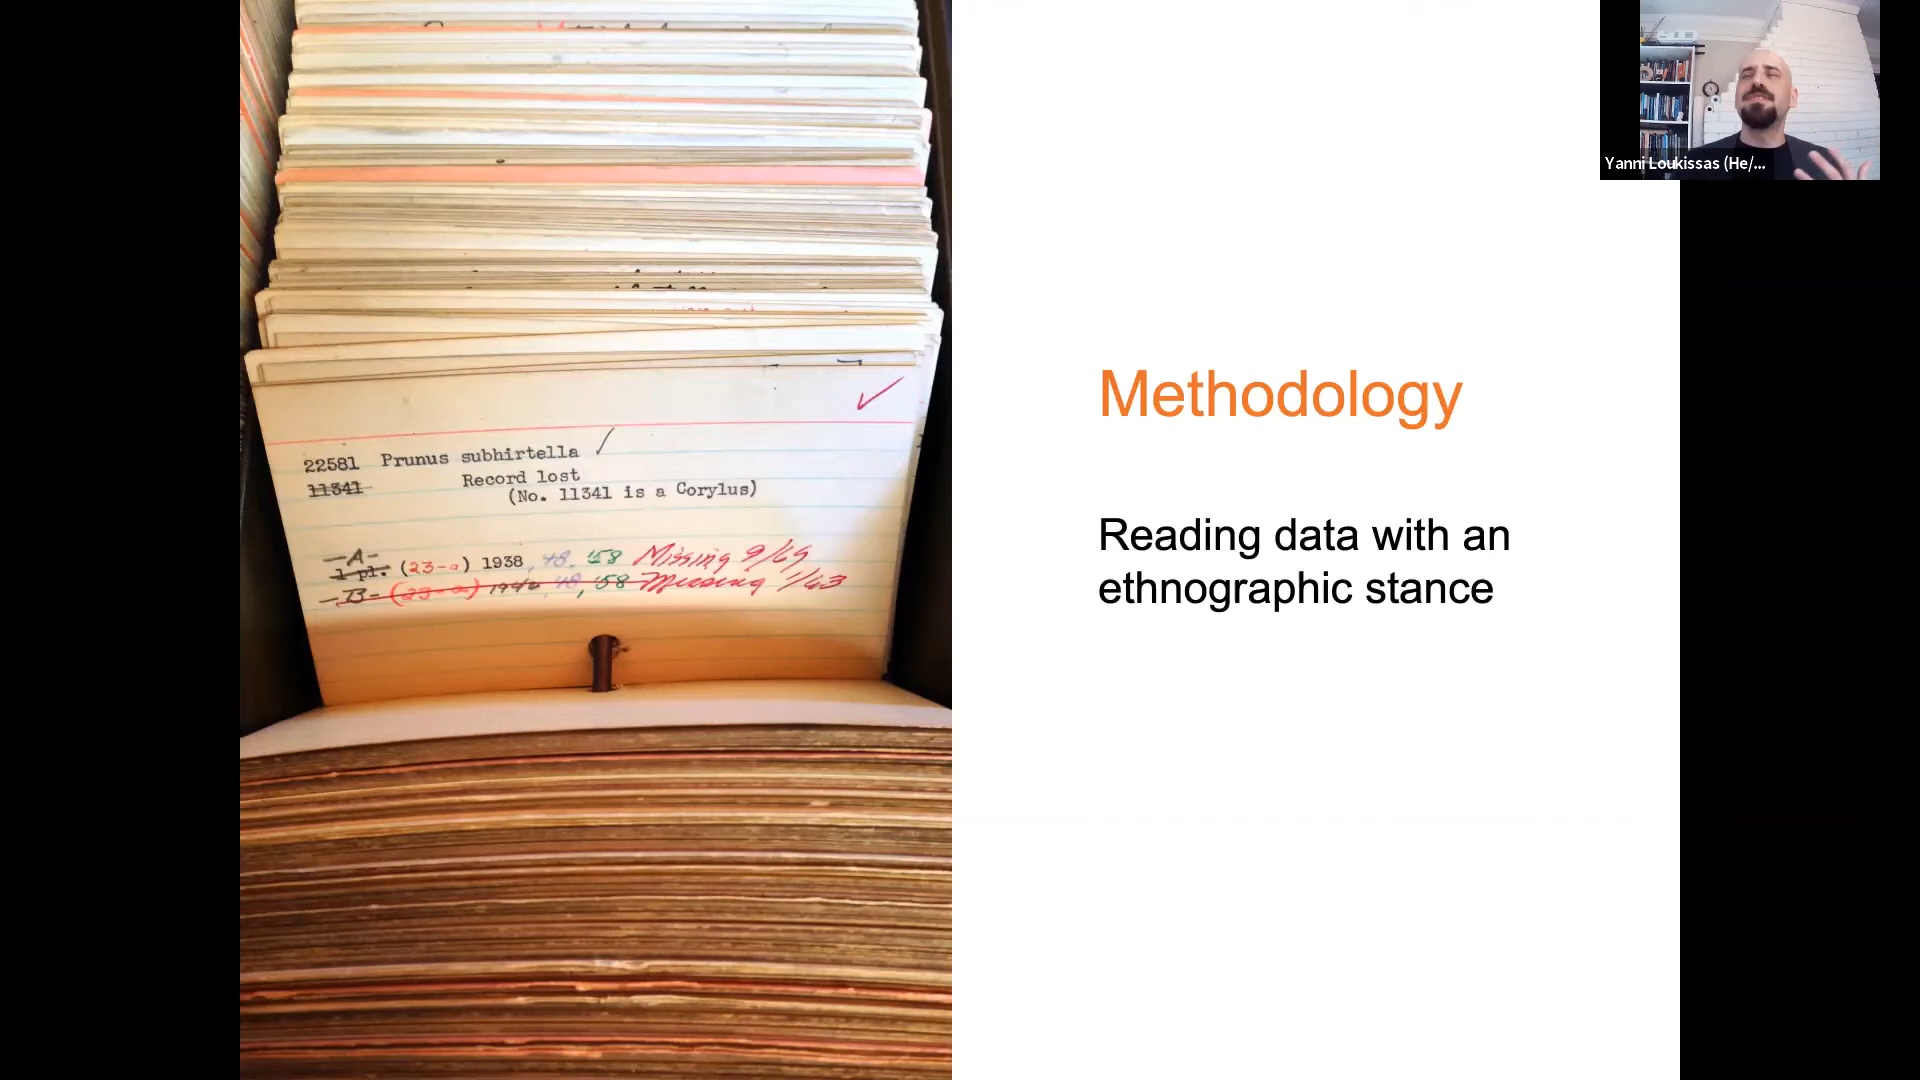 22581 Prunus subhirtella ✓
11341 Record lost
(No. 11341 is a Corylus)
-A-
1 pl. (23-a) 1938, 48. '58 Missing 9/69
-B- (23-a) 1940, 48, '58 Missing 1/63
Methodology
Reading data with an
ethnographic stance
Yanni Loukissas (He/...